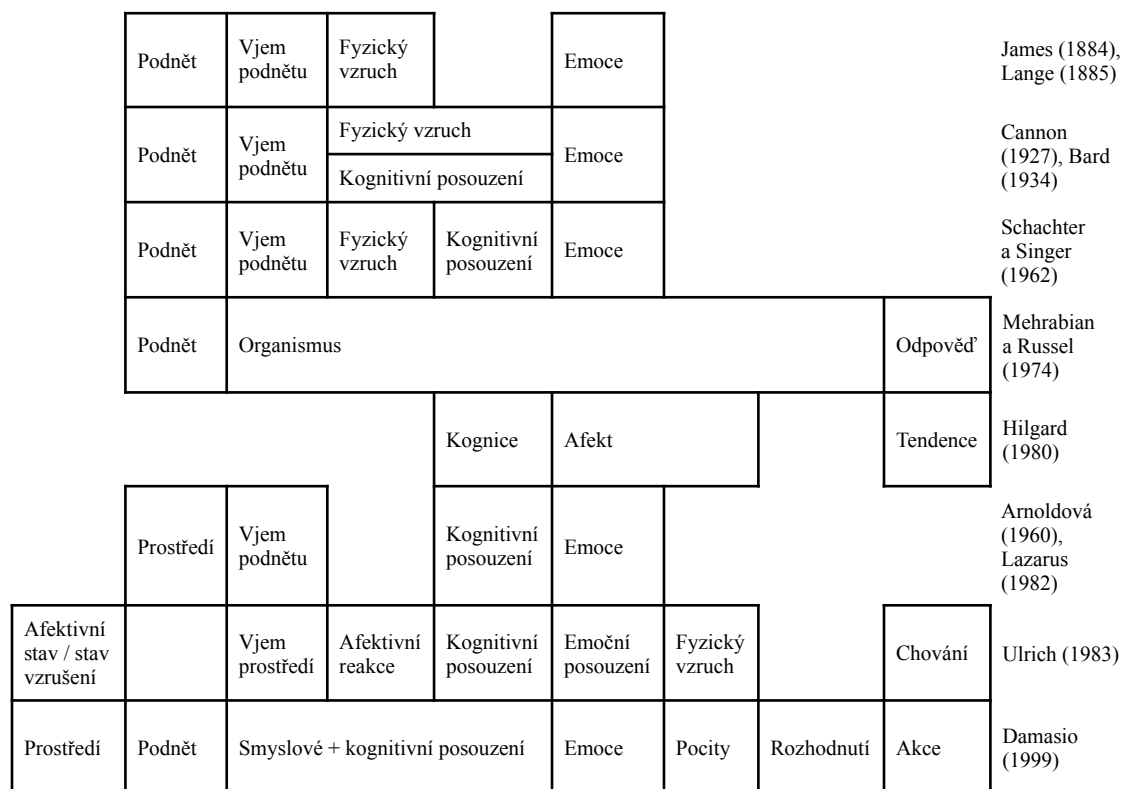 Podnět
Vjem
podnětu
Fyzický
vzruch
Emoce
James (1884),
Lange (1885)
Podnět
Vjem
podnětu
Fyzický vzruch
Kognitivní posouzení
Emoce
Cannon
(1927), Bard
(1934)
Podnět
Vjem
podnětu
Fyzický
vzruch
Kognitivní
posouzení
Emoce
Schachter
a Singer
(1962)
Podnět
Organismus
Odpověď
Mehrabian
a Russel
(1974)
Kognice
Afekt
Tendence
Hilgard
(1980)
Prostředí
Vjem
podnětu
Kognitivní
posouzení
Emoce
Arnoldová
(1960),
Lazarus
(1982)
Afektivní
stav / stav
vzrušení
Vjem
prostředí
Afektivní
reakce
Kognitivní
posouzení
Emoční
posouzení
Fyzický
vzruch
Chování
Ulrich (1983)
Prostředí
Podnět
Smyslové + kognitivní posouzení
Emoce
Pocity
Rozhodnutí
Akce
Damasio
(1999)